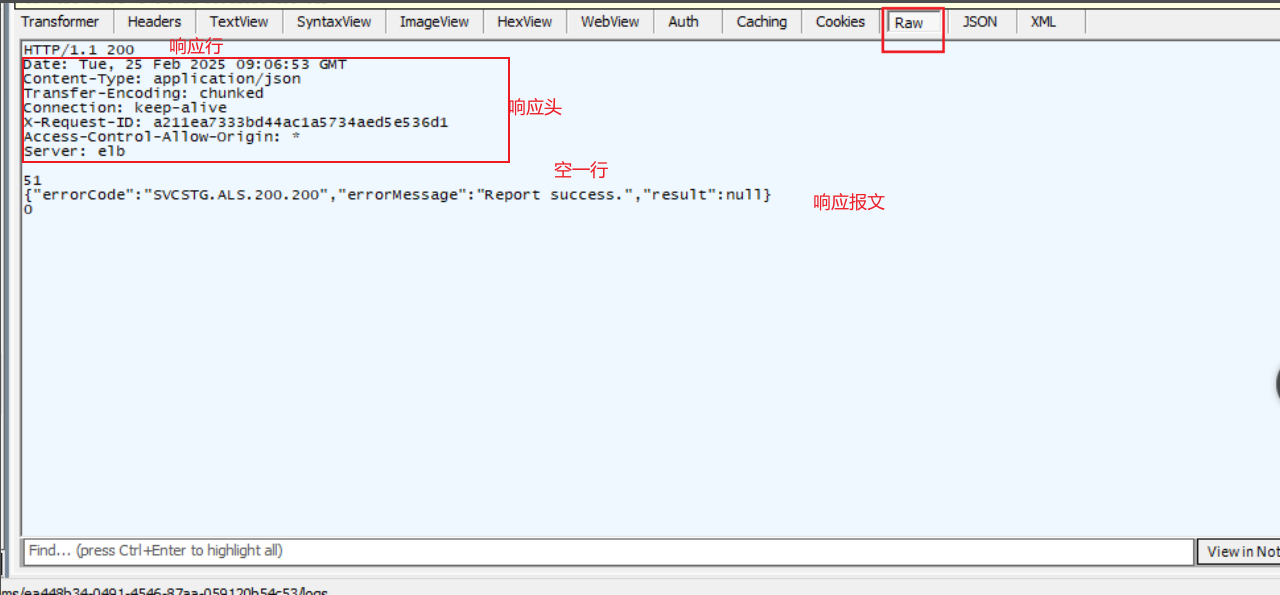 Transformer Headers TextView SyntaxView ImageView HexView WebView Auth Caching Cookies Raw JSON XML
HTTP/1.1 200 响应行
Date: Tue, 25 Feb 2025 09:06:53 GMT
Content-Type: application/json
Transfer-Encoding: chunked
Connection: keep-alive
响应头
X-Request-ID: a211ea7333bd44ac1a5734aed5e536d1
Access-Control-Allow-Origin: *
Server: elb
空一行
51
{"errorCode":"SVCSTG.ALS.200.200","errorMessage":"Report success.","result":null}
响应报文
0
Find... (press Ctrl+Enter to highlight all) View in Not
ms/ea448b34-0491-4546-87aa-059120b54c53/logs